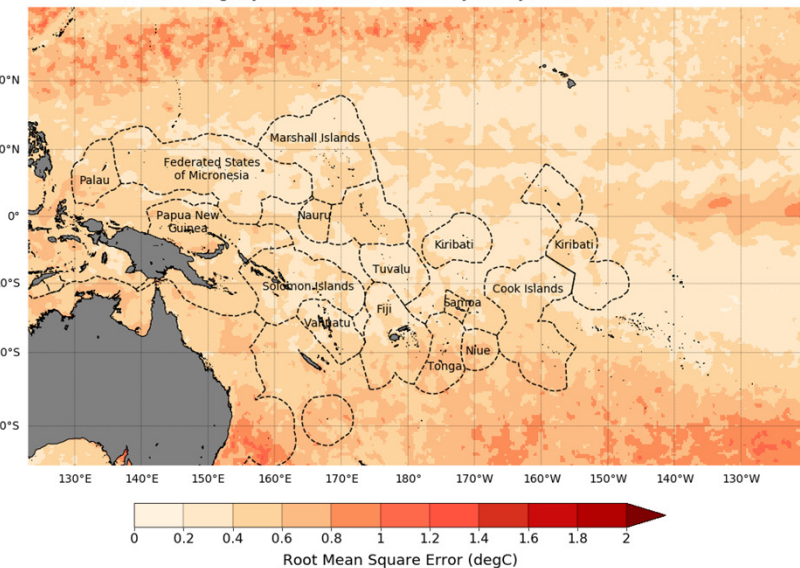 0°N
Marshall Islands
0°N
Federated States
of Micronesia
Palau
Papua New
Guinea
Nauru
0°
Kiribati
Kiribati
Tuvalu
0°S
Solomon Islands
Cook Islands
Samoa
Fiji
Vanuatu
0°S
Niue
Tonga
0°S
130°E 140°E 150°E 160°E 170°E 180° 170°W 160°W 150°W 140°W 130°W
0 0.2 0.4 0.6 0.8 1 1.2 1.4 1.6 1.8 2
Root Mean Square Error (degC)